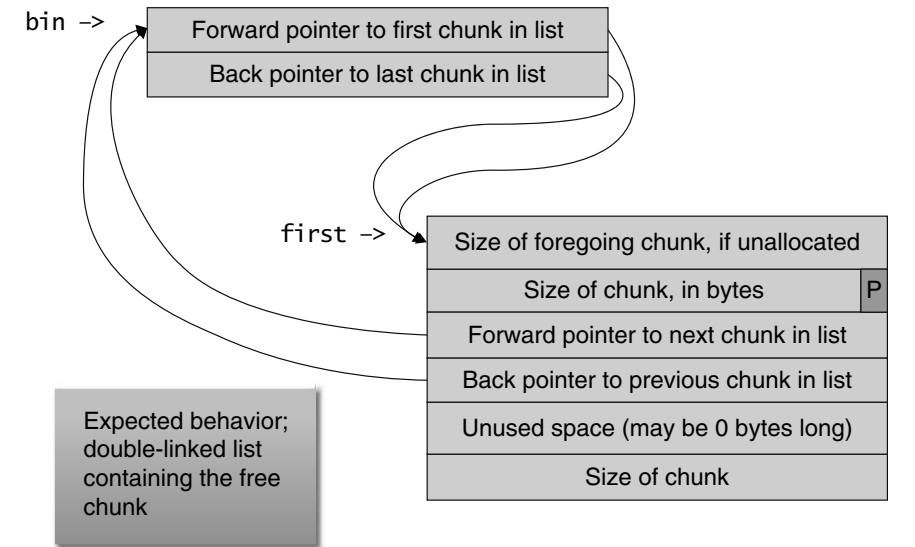 bin –>
Forward pointer to first chunk in list
Back pointer to last chunk in list
first –>
Size of foregoing chunk, if unallocated
Size of chunk, in bytes
P
Forward pointer to next chunk in list
Back pointer to previous chunk in list
Unused space (may be 0 bytes long)
Size of chunk
Expected behavior;
double-linked list
containing the free
chunk